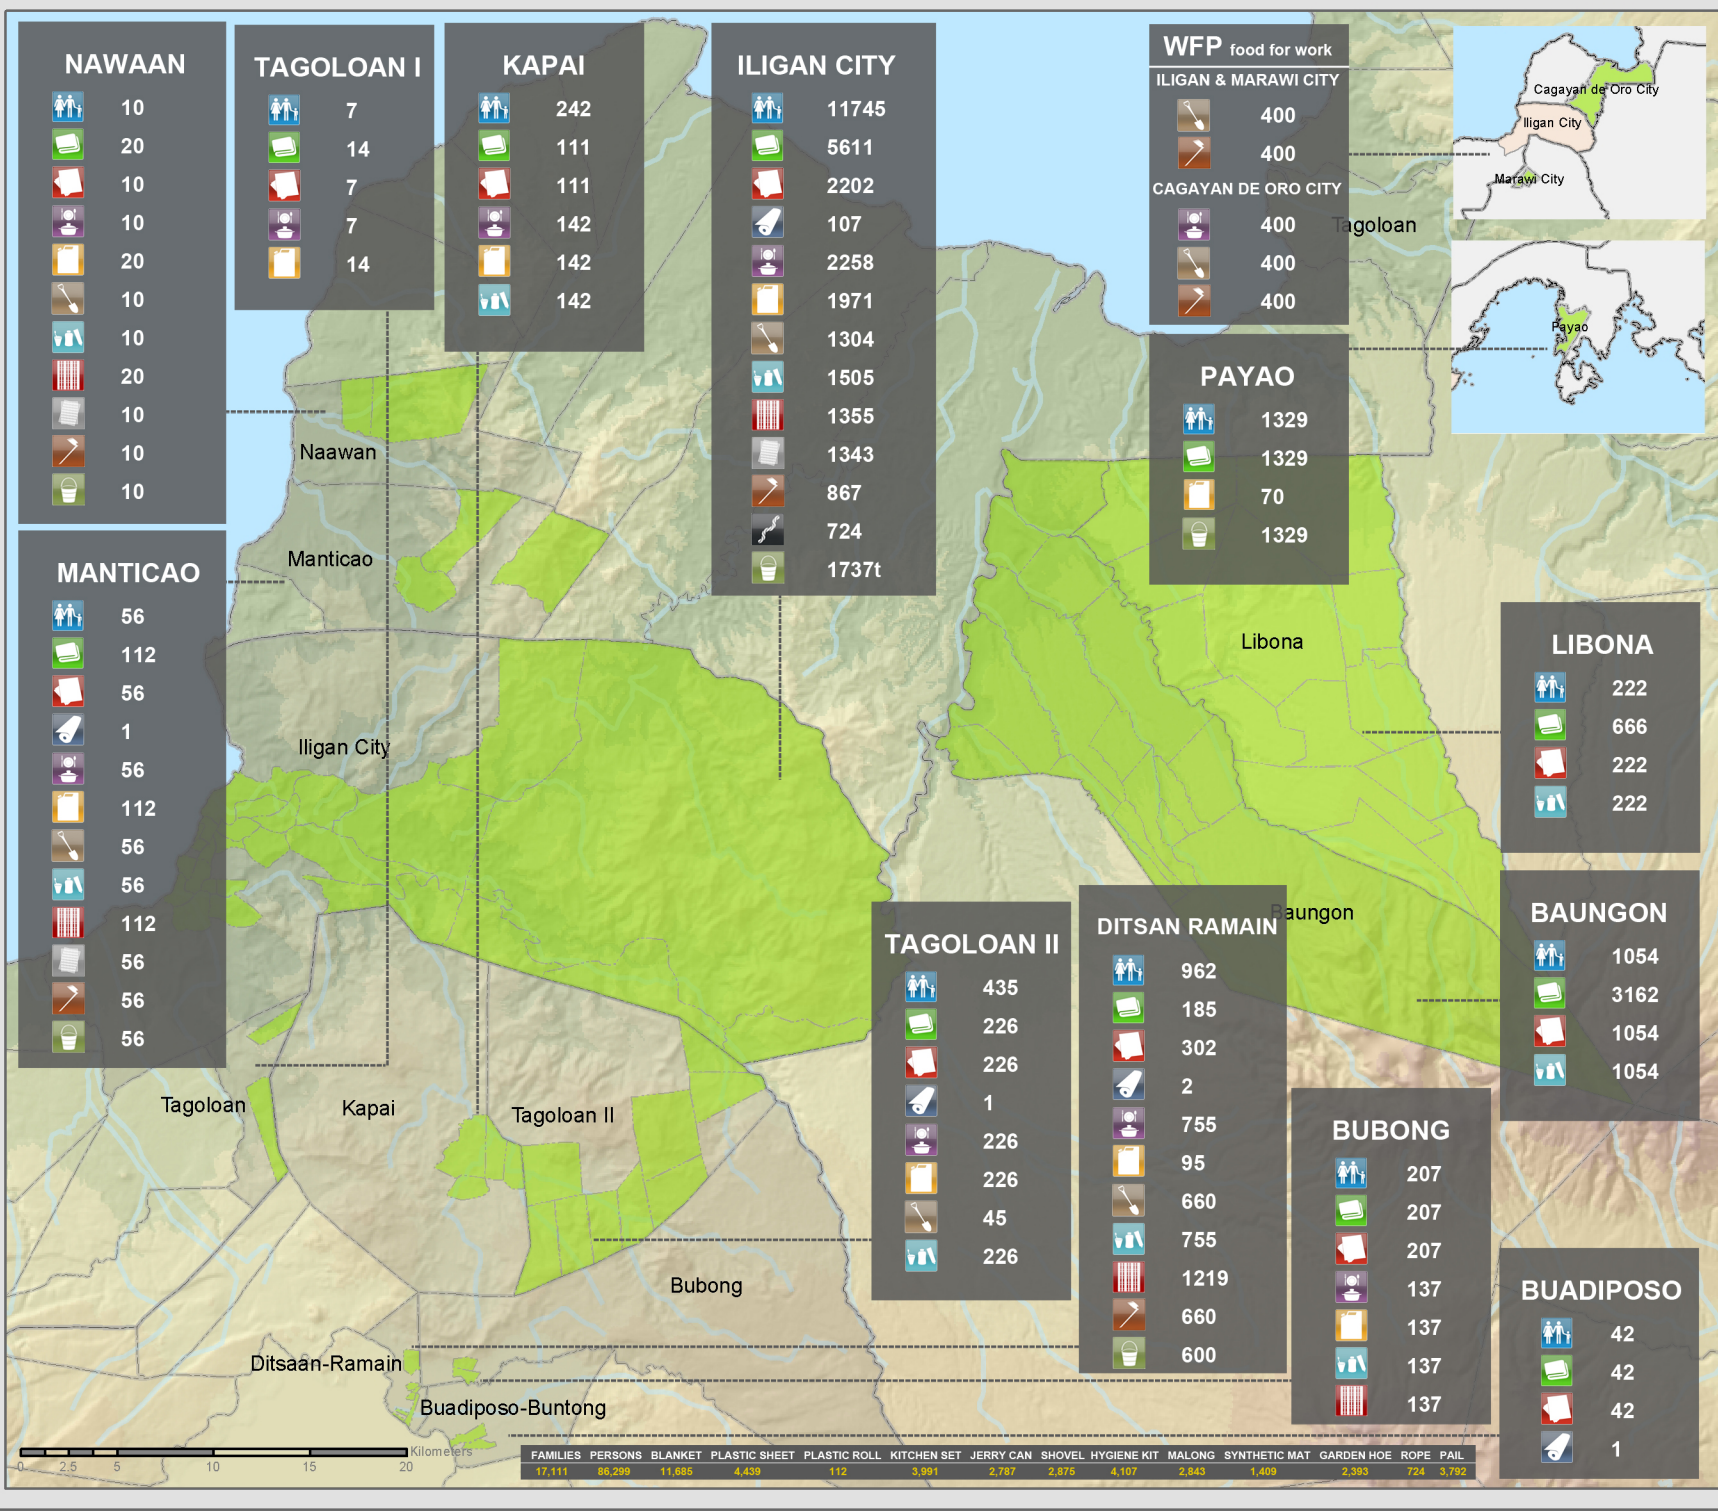 NAWAAN
10
20
10
10
20
10
10
20
10
10
10
TAGOLOAN I
7
14
7
7
14
KAPAI
242
111
111
142
142
142
ILIGAN CITY
11745
5611
2202
107
2258
1971
1304
1505
1355
1343
867
724
1737t
WFP food for work
ILIGAN & MARAWI CITY
400
400
CAGAYAN DE ORO CITY
400
400
400
Cagayan de Oro City
Iligan City
Marawi City
Tagoloan
Payao
PAYAO
1329
1329
70
1329
Naawan
Manticao
MANTICAO
56
112
56
1
56
112
56
56
112
56
56
56
Iligan City
Libona
LIBONA
222
666
222
222
Baungon
BAUNGON
1054
3162
1054
1054
TAGOLOAN II
435
226
226
1
226
226
45
226
DITSAN RAMAIN
962
185
302
2
755
95
660
755
1219
660
600
BUBONG
207
207
207
137
137
137
137
BUADIPOSO
42
42
42
1
Tagoloan
Kapai
Tagoloan II
Bubong
Ditsaan-Ramain
Buadiposo-Buntong
Kilometers
0 2.5 5 10 15 20
FAMILIES PERSONS BLANKET PLASTIC SHEET PLASTIC ROLL KITCHEN SET JERRY CAN SHOVEL HYGIENE KIT MALONG SYNTHETIC MAT GARDEN HOE ROPE PAIL
17,111 86,299 11,685 4,439 112 3,991 2,787 2,875 4,107 2,843 1,409 2,393 724 3,792